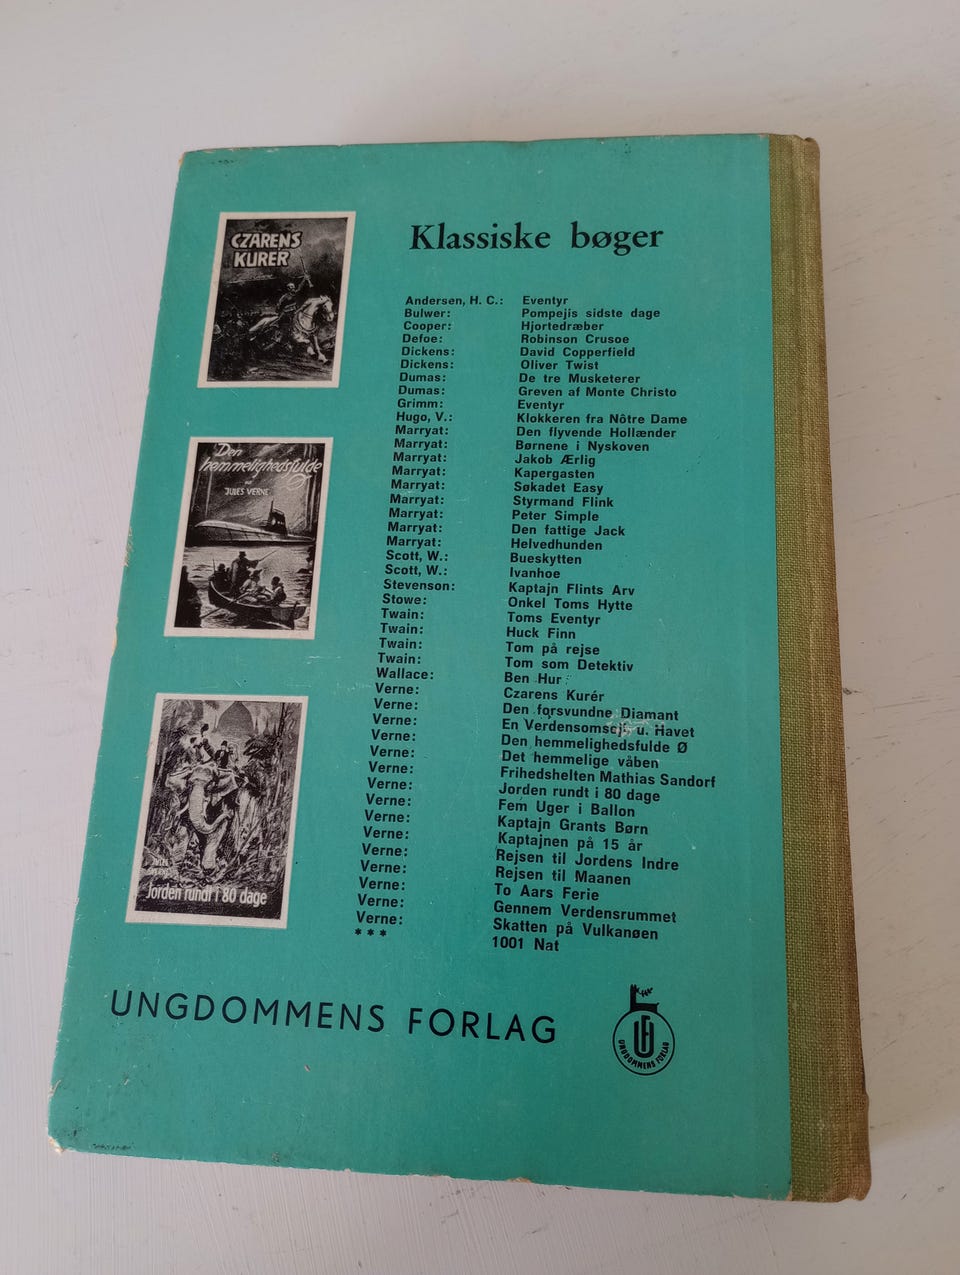 CZARENS
KURER
Den
hemmelighedsfulde Ø
af
JULES VERNE
JULES
VERNE
Jorden rundt i 80 dage
Klassiske bøger
Andersen, H. C.: Eventyr
Bulwer: Pompejis sidste dage
Cooper: Hjortedræber
Defoe: Robinson Crusoe
Dickens: David Copperfield
Dickens: Oliver Twist
Dumas: De tre Musketerer
Dumas: Greven af Monte Christo
Grimm: Eventyr
Hugo, V.: Klokkeren fra Nôtre Dame
Marryat: Den flyvende Hollænder
Marryat: Børnene i Nyskoven
Marryat: Jakob Ærlig
Marryat: Kapergasten
Marryat: Søkadet Easy
Marryat: Styrmand Flink
Marryat: Peter Simple
Marryat: Den fattige Jack
Marryat: Helvedhunden
Scott, W.: Bueskytten
Scott, W.: Ivanhoe
Stevenson: Kaptajn Flints Arv
Stowe: Onkel Toms Hytte
Twain: Toms Eventyr
Twain: Huck Finn
Twain: Tom på rejse
Twain: Tom som Detektiv
Wallace: Ben Hur
Verne: Czarens Kurér
Verne: Den forsvundne Diamant
Verne: En u. Havet
Verne: Den hemmelighedsfulde Ø
Verne: Det hemmelige våben
Verne: Frihedshelten Mathias Sandorf
Verne: Jorden rundt i 80 dage
Verne: Fem Uger i Ballon
Verne: Kaptajn Grants Børn
Verne: Kaptajnen på 15 år
Verne: Rejsen til Jordens Indre
Verne: Rejsen til Maanen
Verne: To Aars Ferie
Verne: Gennem Verdensrummet
Verne: Skatten på Vulkanøen
* * * 1001 Nat
UNGDOMMENS FORLAG
UF
UNGDOMMENS FORLAG